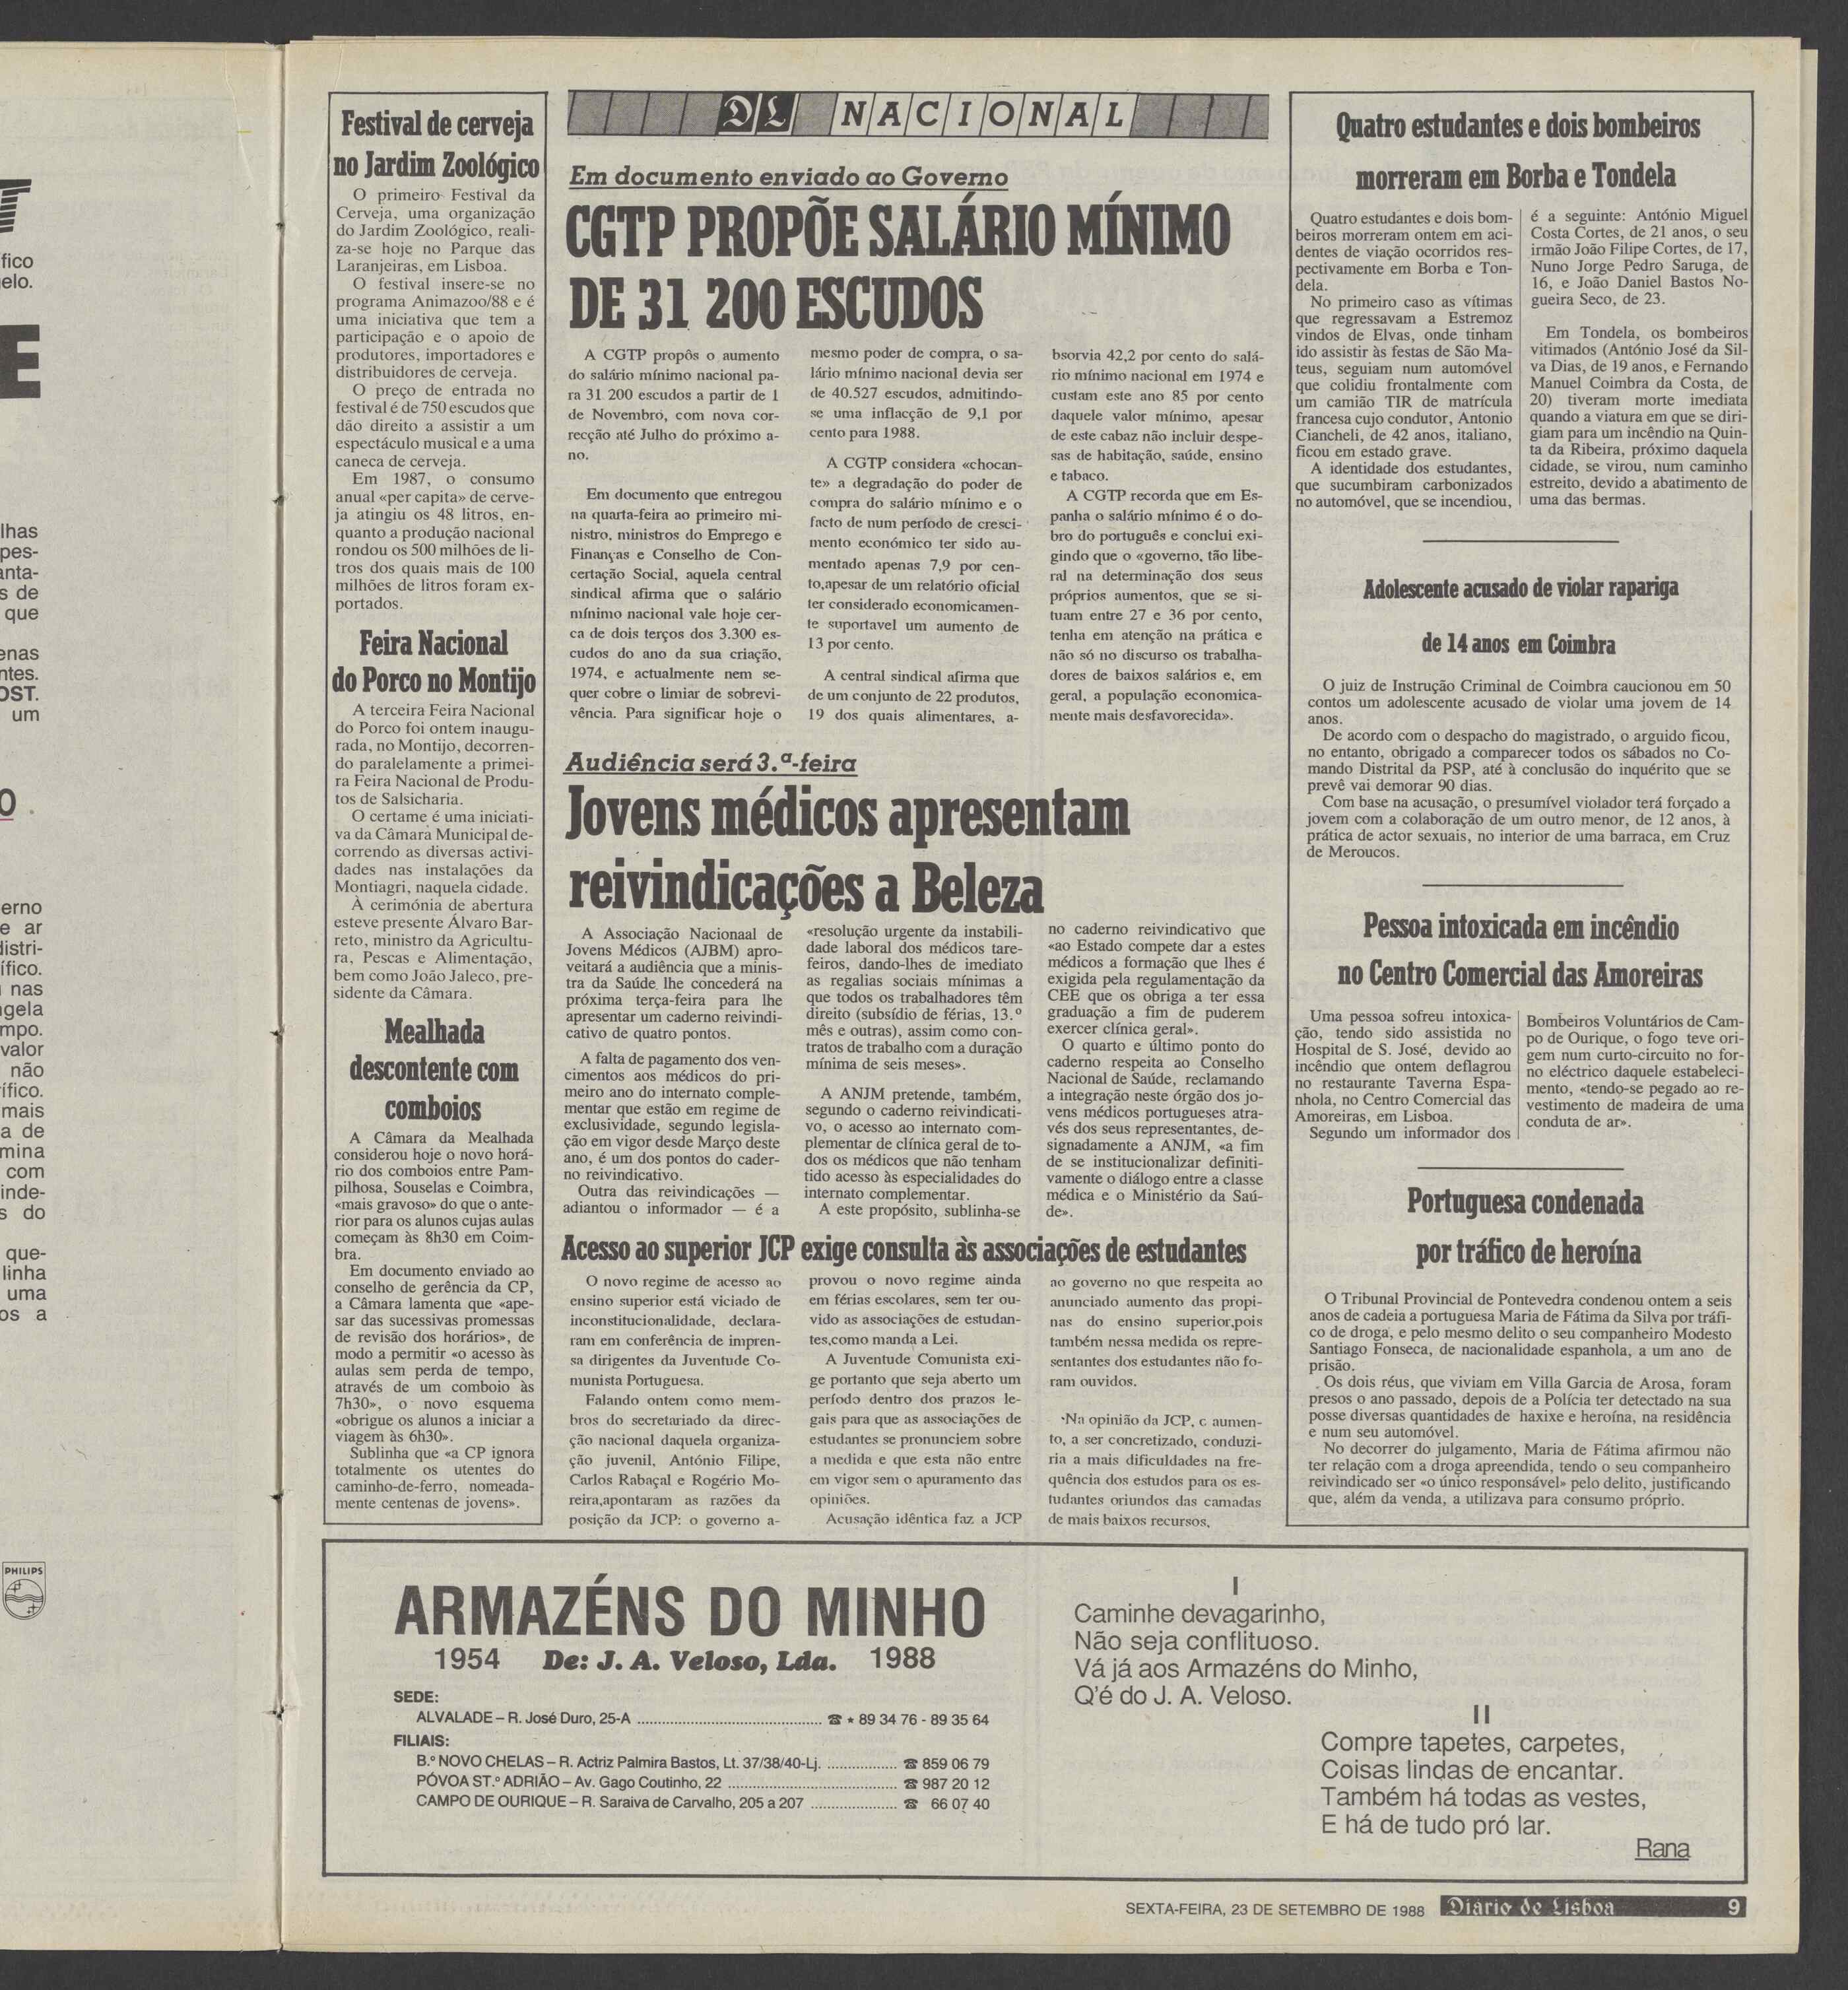 fico
elo.
E
lhas
pes-
anta-
s de
que
enas
ntes.
OST.
um
O
erno
e ar
distri-
ífico.
nas
gela
mpo.
valor
não
rífico.
mais
a de
mina
com
inde-
s do
que-
linha
uma
os a
PHILIPS
Festival de cerveja
no Jardim Zoológico
O primeiro Festival da
Cerveja, uma organização
do Jardim Zoológico, reali-
za-se hoje no Parque das
Laranjeiras, em Lisboa.
O festival insere-se no
programa Animazoo/88 e é
uma iniciativa que tem a
participação e o apoio de
produtores, importadores e
distribuidores de cerveja.
O preço de entrada no
festival é de 750 escudos que
dão direito a assistir a um
espectáculo musical e a uma
caneca de cerveja.
Em 1987, o consumo
anual «per capita» de cerve-
ja atingiu os 48 litros, en-
quanto a produção nacional
rondou os 500 milhões de li-
tros dos quais mais de 100
milhões de litros foram ex-
portados.
Feira Nacional
do Porco no Montijo
A terceira Feira Nacional
do Porco foi ontem inaugu-
rada, no Montijo, decorren-
do paralelamente a primei-
ra Feira Nacional de Produ-
tos de Salsicharia.
O certame é uma iniciati-
va da Câmara Municipal de-
correndo as diversas activi-
dades nas instalações da
Montiagri, naquela cidade.
À cerimónia de abertura
esteve presente Álvaro Bar-
reto, ministro da Agricultu-
ra, Pescas e Alimentação,
bem como João Jaleco, pre-
sidente da Câmara.
Mealhada
descontente com
comboios
A Câmara da Mealhada
considerou hoje o novo horá-
rio dos comboios entre Pam-
pilhosa, Souselas e Coimbra,
«mais gravoso» do que o ante-
rior para os alunos cujas aulas
começam às 8h30 em Coim-
bra.
Em documento enviado ao
conselho de gerência da CP,
a Câmara lamenta que «ape-
sar das sucessivas promessas
de revisão dos horários», de
modo a permitir «o acesso às
aulas sem perda de tempo,
através de um comboio às
7h30», o novo esquema
«obrigue os alunos a iniciar a
viagem às 6h30».
Sublinha que «a CP ignora
totalmente os utentes do
caminho-de-ferro, nomeada-
mente centenas de jovens».
DL NACIONAL
Em documento enviado ao Governo
CGTP PROPÕE SALÁRIO MÍNIMO
DE 31 200 ESCUDOS
A CGTP propôs o aumento
do salário mínimo nacional pa-
ra 31 200 escudos a partir de 1
de Novembro, com nova cor-
recção até Julho do próximo a-
no.
Em documento que entregou
na quarta-feira ao primeiro mi-
nistro, ministros do Emprego e
Finanças e Conselho de Con-
certação Social, aquela central
sindical afirma que o salário
mínimo nacional vale hoje cer-
ca de dois terços dos 3.300 es-
cudos do ano da sua criação,
1974, e actualmente nem se-
quer cobre o limiar de sobrevi-
vência. Para significar hoje o
mesmo poder de compra, o sa-
lário mínimo nacional devia ser
de 40.527 escudos, admitindo-
se uma inflacção de 9,1 por
cento para 1988.
A CGTP considera «chocan-
te» a degradação do poder de
compra do salário mínimo e o
facto de num período de cresci-
mento económico ter sido au-
mentado apenas 7,9 por cen-
to,apesar de um relatório oficial
ter considerado economicamen-
te suportavel um aumento de
13 por cento.
A central sindical afirma que
de um conjunto de 22 produtos,
19 dos quais alimentares, a-
bsorvia 42,2 por cento do salá-
rio mínimo nacional em 1974 e
custam este ano 85 por cento
daquele valor mínimo, apesar
de este cabaz não incluir despe-
sas de habitação, saúde, ensino
e tabaco.
A CGTP recorda que em Es-
panha o salário mínimo é o do-
bro do português e conclui exi-
gindo que o «governo, tão libe-
ral na determinação dos seus
próprios aumentos, que se si-
tuam entre 27 e 36 por cento,
tenha em atenção na prática e
não só no discurso os trabalha-
dores de baixos salários e, em
geral, a população economica-
mente mais desfavorecida».
Audiência será 3.ª-feira
Jovens médicos apresentam
reivindicações a Beleza
A Associação Nacionaal de
Jovens Médicos (AJBM) apro-
veitará a audiência que a minis-
tra da Saúde lhe concederá na
próxima terça-feira para lhe
apresentar um caderno reivindi-
cativo de quatro pontos.
A falta de pagamento dos ven-
cimentos aos médicos do pri-
meiro ano do internato comple-
mentar que estão em regime de
exclusividade, segundo legisla-
ção em vigor desde Março deste
ano, é um dos pontos do cader-
no reivindicativo.
Outra das reivindicações —
adiantou o informador — é a
«resolução urgente da instabili-
dade laboral dos médicos tare-
feiros, dando-lhes de imediato
as regalias sociais mínimas a
que todos os trabalhadores têm
direito (subsídio de férias, 13.º
mês e outras), assim como con-
tratos de trabalho com a duração
mínima de seis meses».
A ANJM pretende, também,
segundo o caderno reivindicati-
vo, o acesso ao internato com-
plementar de clínica geral de to-
dos os médicos que não tenham
tido acesso às especialidades do
internato complementar.
A este propósito, sublinha-se
no caderno reivindicativo que
«ao Estado compete dar a estes
médicos a formação que lhes é
exigida pela regulamentação da
CEE que os obriga a ter essa
graduação a fim de puderem
exercer clínica geral».
O quarto e último ponto do
caderno respeita ao Conselho
Nacional de Saúde, reclamando
a integração neste órgão dos jo-
vens médicos portugueses atra-
vés dos seus representantes, de-
signadamente a ANJM, «a fim
de se institucionalizar definiti-
vamente o diálogo entre a classe
médica e o Ministério da Saú-
de».
Acesso ao superior JCP exige consulta às associações de estudantes
O novo regime de acesso ao
ensino superior está viciado de
inconstitucionalidade, declara-
ram em conferência de impren-
sa dirigentes da Juventude Co-
munista Portuguesa.
Falando ontem como mem-
bros do secretariado da direc-
ção nacional daquela organiza-
ção juvenil, António Filipe,
Carlos Rabaçal e Rogério Mo-
reira,apontaram as razões da
posição da JCP: o governo a-
provou o novo regime ainda
em férias escolares, sem ter ou-
vido as associações de estudan-
tes,como manda a Lei.
A Juventude Comunista exi-
ge portanto que seja aberto um
período dentro dos prazos le-
gais para que as associações de
estudantes se pronunciem sobre
a medida e que esta não entre
em vigor sem o apuramento das
opiniões.
Acusação idêntica faz a JCP
ao governo no que respeita ao
anunciado aumento das propi-
nas do ensino superior,pois
também nessa medida os repre-
sentantes dos estudantes não fo-
ram ouvidos.
Na opinião da JCP, o aumen-
to, a ser concretizado, conduzi-
ria a mais dificuldades na fre-
quência dos estudos para os es-
tudantes oriundos das camadas
de mais baixos recursos.
Quatro estudantes e dois bombeiros
morreram em Borba e Tondela
Quatro estudantes e dois bom-
beiros morreram ontem em aci-
dentes de viação ocorridos res-
pectivamente em Borba e Ton-
dela.
No primeiro caso as vítimas
que regressavam a Estremoz
vindos de Elvas, onde tinham
ido assistir às festas de São Ma-
teus, seguiam num automóvel
que colidiu frontalmente com
um camião TIR de matrícula
francesa cujo condutor, Antonio
Ciancheli, de 42 anos, italiano,
ficou em estado grave.
A identidade dos estudantes,
que sucumbiram carbonizados
no automóvel, que se incendiou,
é a seguinte: António Miguel
Costa Cortes, de 21 anos, o seu
irmão João Filipe Cortes, de 17,
Nuno Jorge Pedro Saruga, de
16, e João Daniel Bastos No-
gueira Seco, de 23.
Em Tondela, os bombeiros
vitimados (António José da Sil-
va Dias, de 19 anos, e Fernando
Manuel Coimbra da Costa, de
20) tiveram morte imediata
quando a viatura em que se diri-
giam para um incêndio na Quin-
ta da Ribeira, próximo daquela
cidade, se virou, num caminho
estreito, devido a abatimento de
uma das bermas.
Adolescente acusado de violar rapariga
de 14 anos em Coimbra
O juiz de Instrução Criminal de Coimbra caucionou em 50
contos um adolescente acusado de violar uma jovem de 14
anos.
De acordo com o despacho do magistrado, o arguido ficou,
no entanto, obrigado a comparecer todos os sábados no Co-
mando Distrital da PSP, até à conclusão do inquérito que se
prevê vai demorar 90 dias.
Com base na acusação, o presumível violador terá forçado a
jovem com a colaboração de um outro menor, de 12 anos, à
prática de actor sexuais, no interior de uma barraca, em Cruz
de Meroucos.
Pessoa intoxicada em incêndio
no Centro Comercial das Amoreiras
Uma pessoa sofreu intoxica-
ção, tendo sido assistida no
Hospital de S. José, devido ao
incêndio que ontem deflagrou
no restaurante Taverna Espa-
nhola, no Centro Comercial das
Amoreiras, em Lisboa.
Segundo um informador dos
Bombeiros Voluntários de Cam-
po de Ourique, o fogo teve ori-
gem num curto-circuito no for-
no eléctrico daquele estabeleci-
mento, «tendo-se pegado ao re-
vestimento de madeira de uma
conduta de ar».
Portuguesa condenada
por tráfico de heroína
O Tribunal Provincial de Pontevedra condenou ontem a seis
anos de cadeia a portuguesa Maria de Fátima da Silva por tráfi-
co de droga, e pelo mesmo delito o seu companheiro Modesto
Santiago Fonseca, de nacionalidade espanhola, a um ano de
prisão.
Os dois réus, que viviam em Villa Garcia de Arosa, foram
presos o ano passado, depois de a Polícia ter detectado na sua
posse diversas quantidades de haxixe e heroína, na residência
e num seu automóvel.
No decorrer do julgamento, Maria de Fátima afirmou não
ter relação com a droga apreendida, tendo o seu companheiro
reivindicado ser «o único responsável» pelo delito, justificando
que, além da venda, a utilizava para consumo próprio.
ARMAZÉNS DO MINHO
1954 De: J. A. Veloso, Lda. 1988
SEDE:
ALVALADE – R. José Duro, 25-A ☎ * 89 34 76 - 89 35 64
FILIAIS:
B.º NOVO CHELAS – R. Actriz Palmira Bastos, Lt. 37/38/40-Lj. ☎ 859 06 79
PÓVOA ST.º ADRIÃO – Av. Gago Coutinho, 22 ☎ 987 20 12
CAMPO DE OURIQUE – R. Saraiva de Carvalho, 205 a 207 ☎ 66 07 40
I
Caminhe devagarinho,
Não seja conflituoso.
Vá já aos Armazéns do Minho,
Q'é do J. A. Veloso.
II
Compre tapetes, carpetes,
Coisas lindas de encantar.
Também há todas as vestes,
E há de tudo pró lar.
Rana
SEXTA-FEIRA, 23 DE SETEMBRO DE 1988 Diário de Lisboa 9